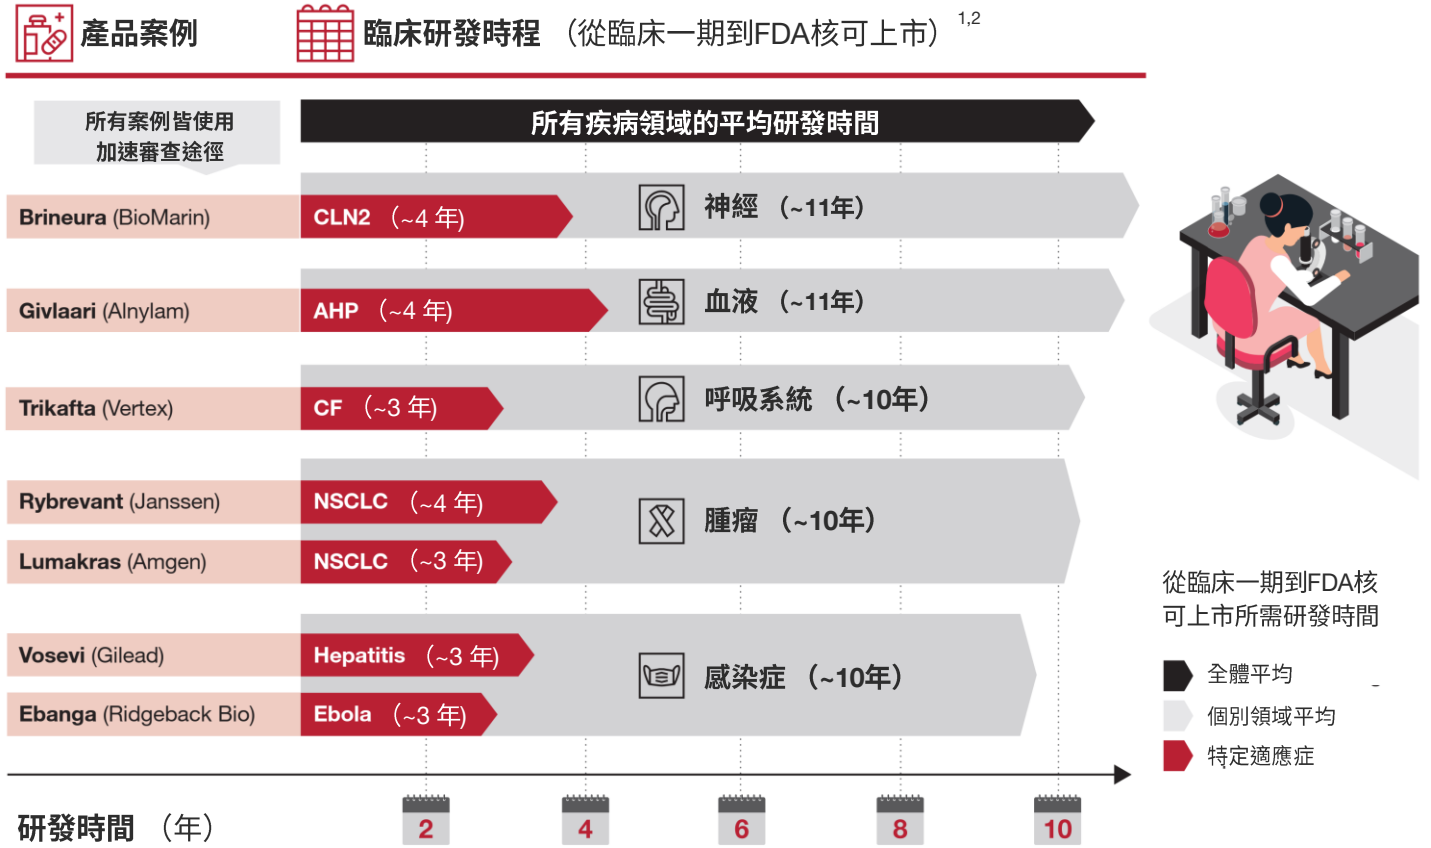 產品案例
臨床研發時程 （從臨床一期到FDA核可上市） 1,2
所有案例皆使用
加速審查途徑
所有疾病領域的平均研發時間
Brineura (BioMarin)
CLN2 （~4 年)
神經 （~11年）
Givlaari (Alnylam)
AHP （~4 年)
血液 （~11年）
Trikafta (Vertex)
CF （~3 年)
呼吸系統 （~10年）
Rybrevant (Janssen)
NSCLC （~4 年)
腫瘤 （~10年）
Lumakras (Amgen)
NSCLC （~3 年)
Vosevi (Gilead)
Hepatitis （~3 年)
感染症 （~10年）
Ebanga (Ridgeback Bio)
Ebola （~3 年)
研發時間 （年）
2 4 6 8 10
從臨床一期到FDA核
可上市所需研發時間
全體平均
個別領域平均
特定適應症